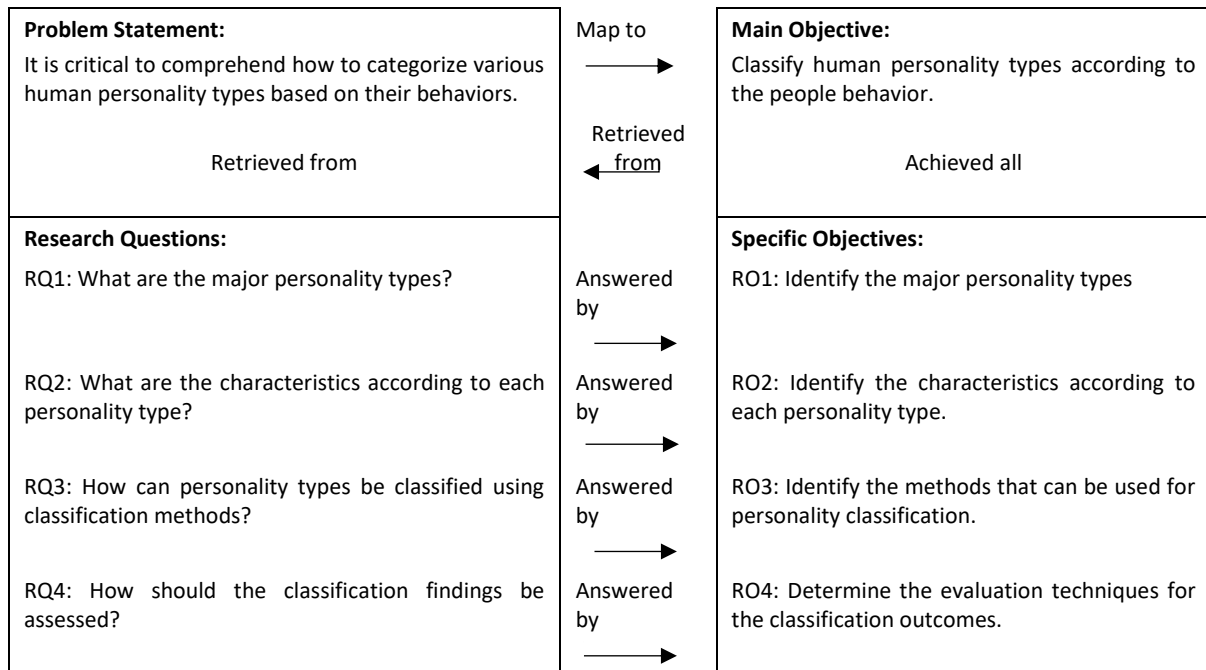 Problem Statement:
It is critical to comprehend how to categorize various
human personality types based on their behaviors.
Retrieved from
Map to
Retrieved
from
Main Objective:
Classify human personality types according to
the people behavior.
Achieved all
Research Questions:
Specific Objectives:
RQ1: What are the major personality types?
Answered
by
RO1: Identify the major personality types
RQ2: What are the characteristics according to each
personality type?
Answered
by
RO2: Identify the characteristics according to
each personality type.
RQ3: How can personality types be classified using
classification methods?
Answered
by
RO3: Identify the methods that can be used for
personality classification.
RQ4: How should the classification findings be
assessed?
Answered
by
RO4: Determine the evaluation techniques for
the classification outcomes.